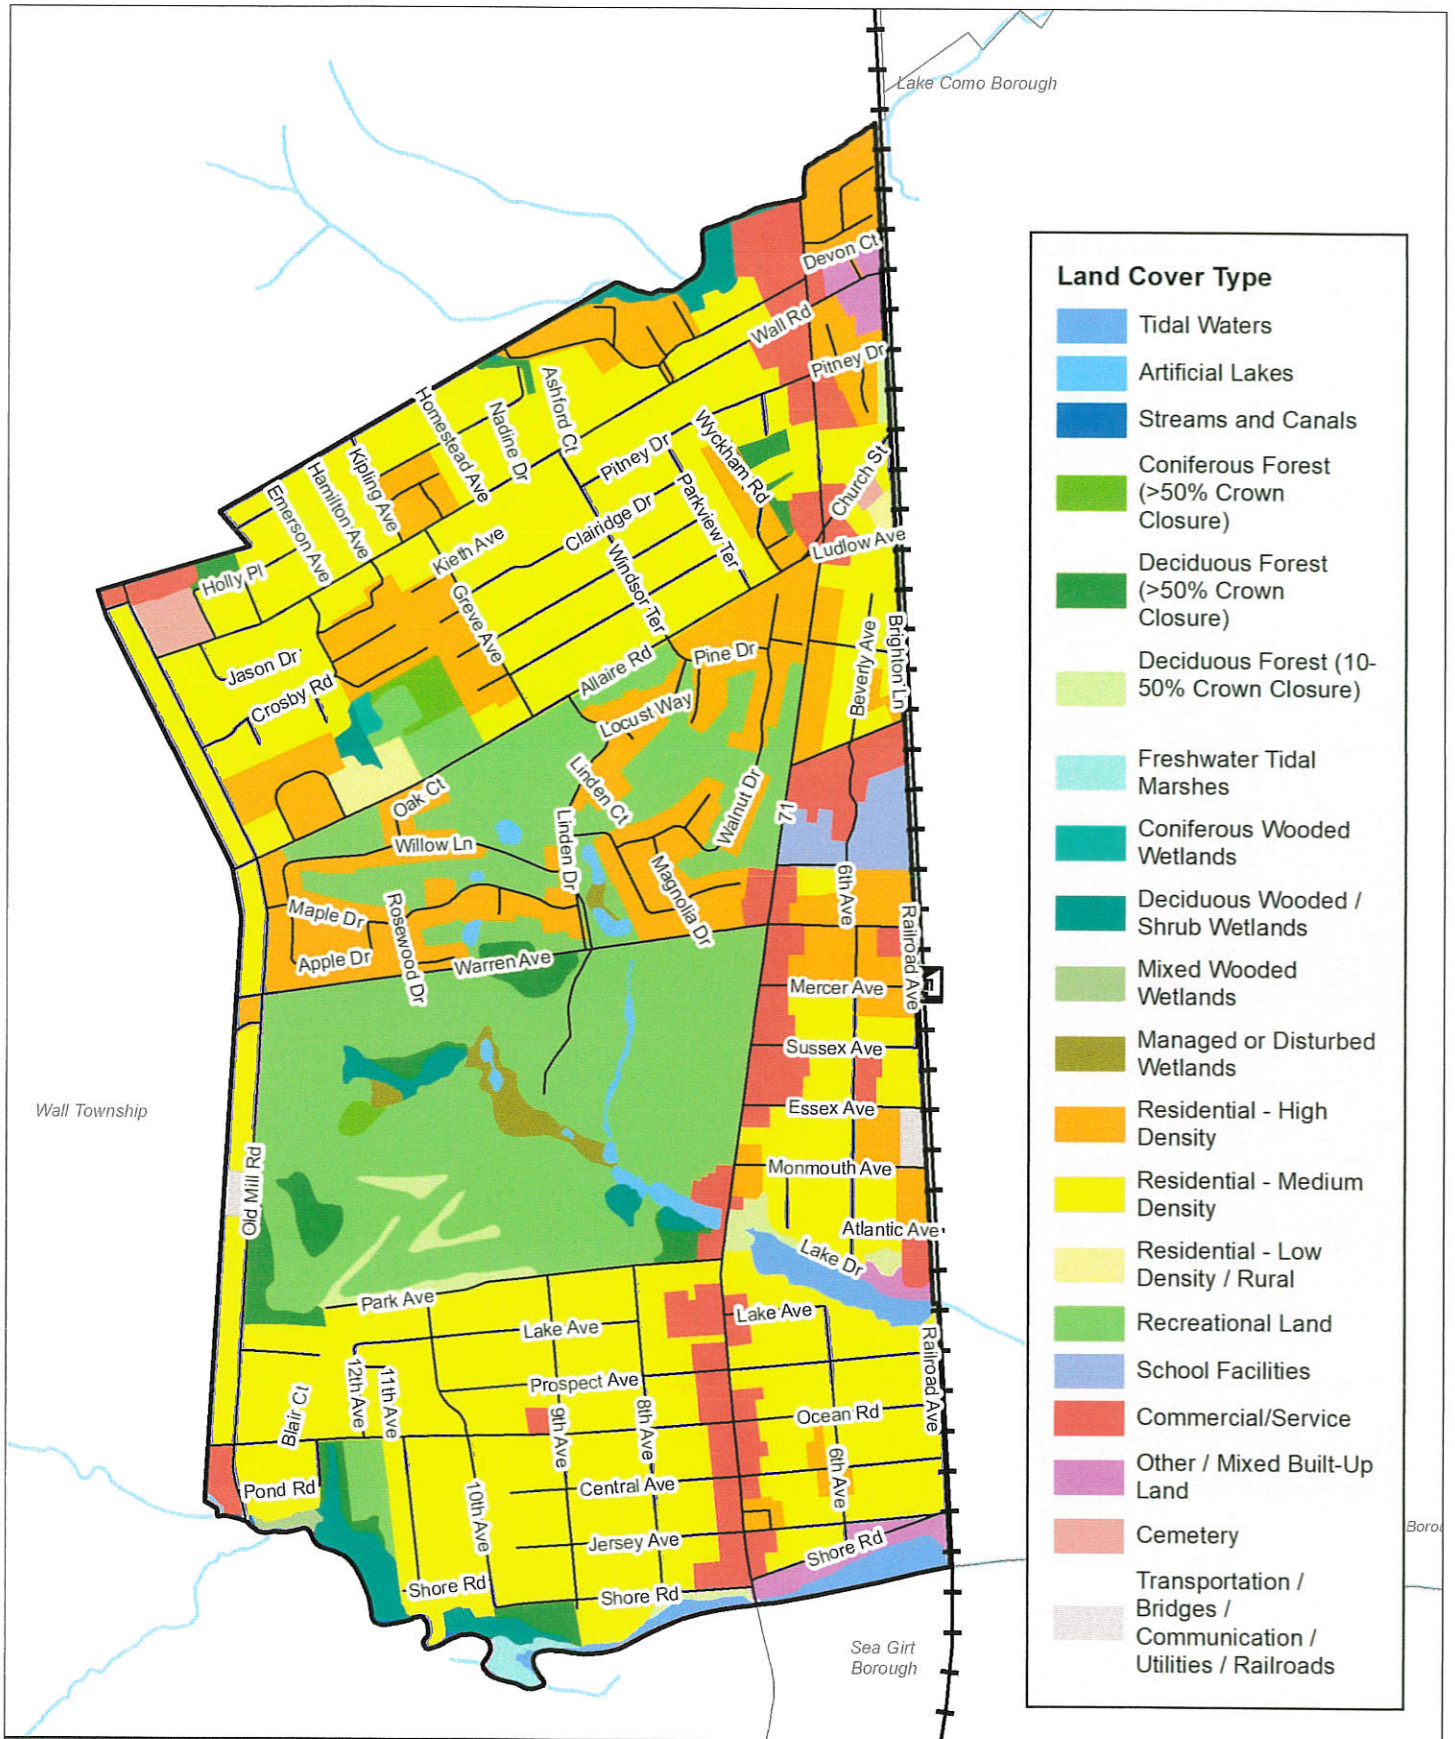 Lake Como Borough
Devon Ct
Wall Rd
Pitney Dr
Ashford Ct
Homestead Ave
Nadine Dr
Wyckham Rd
Pitney Dr
Kipling Ave
Hamilton Ave
Emerson Ave
Church St
Parkview Ter
Clairidge Dr
Ludlow Ave
Kieth Ave
Windsor Ter
Holly Pl
Greve Ave
Brighton Ln
Beverly Ave
Pine Dr
Jason Dr
Allaire Rd
Crosby Rd
Locust Way
Linden Ct
Oak Ct
Walnut Dr
71
Willow Ln
Linden Dr
Magnolia Dr
6th Ave
Rosewood Dr
Maple Dr
Railroad Ave
Apple Dr
Warren Ave
Mercer Ave
Sussex Ave
Essex Ave
Wall Township
Monmouth Ave
Old Mill Rd
Atlantic Ave
Lake Dr
Park Ave
Lake Ave
Lake Ave
Railroad Ave
Prospect Ave
12th Ave
11th Ave
Blair Ct
9th Ave
8th Ave
Ocean Rd
6th Ave
Central Ave
Pond Rd
10th Ave
Jersey Ave
Shore Rd
Shore Rd
Shore Rd
Sea Girt
Borough
Land Cover Type
Tidal Waters
Artificial Lakes
Streams and Canals
Coniferous Forest
(>50% Crown
Closure)
Deciduous Forest
(>50% Crown
Closure)
Deciduous Forest (10-
50% Crown Closure)
Freshwater Tidal
Marshes
Coniferous Wooded
Wetlands
Deciduous Wooded /
Shrub Wetlands
Mixed Wooded
Wetlands
Managed or Disturbed
Wetlands
Residential - High
Density
Residential - Medium
Density
Residential - Low
Density / Rural
Recreational Land
School Facilities
Commercial/Service
Other / Mixed Built-Up
Land
Cemetery
Transportation /
Bridges /
Communication /
Utilities / Railroads